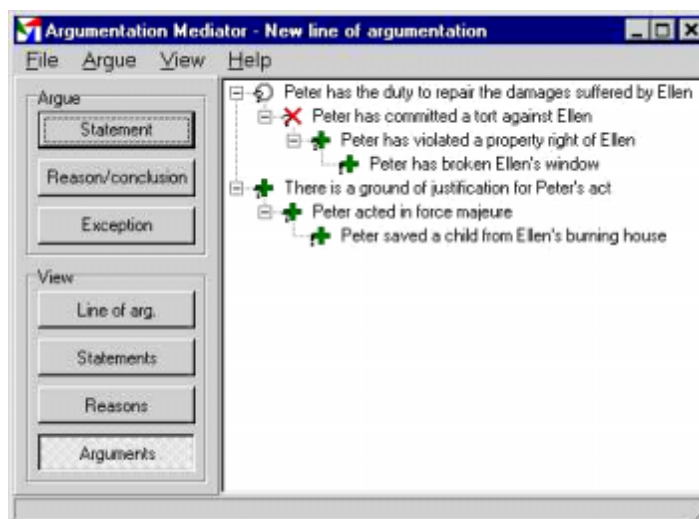 Argumentation Mediator - New line of argumentation
File Argue View Help
Argue
Statement
Reason/conclusion
Exception
View
Line of arg.
Statements
Reasons
Arguments
Peter has the duty to repair the damages suffered by Ellen
Peter has committed a tort against Ellen
Peter has violated a property right of Ellen
Peter has broken Ellen's window
There is a ground of justification for Peter's act
Peter acted in force majeure
Peter saved a child from Ellen's burning house